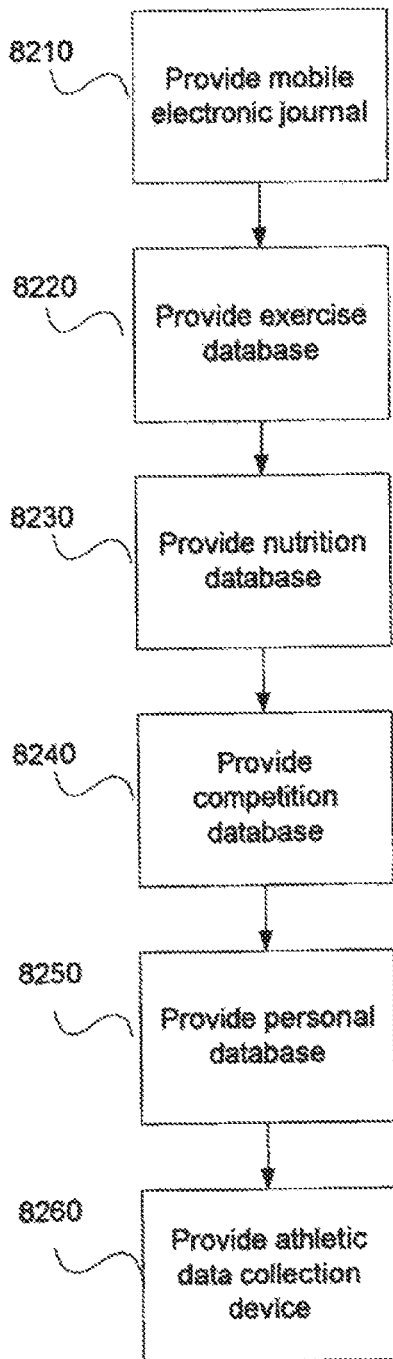 8210
Provide mobile
electronic journal
8220
Provide exercise
database
8230
Provide nutrition
database
8240
Provide
competition
database
8250
Provide personal
database
8260
Provide athletic
data collection
device